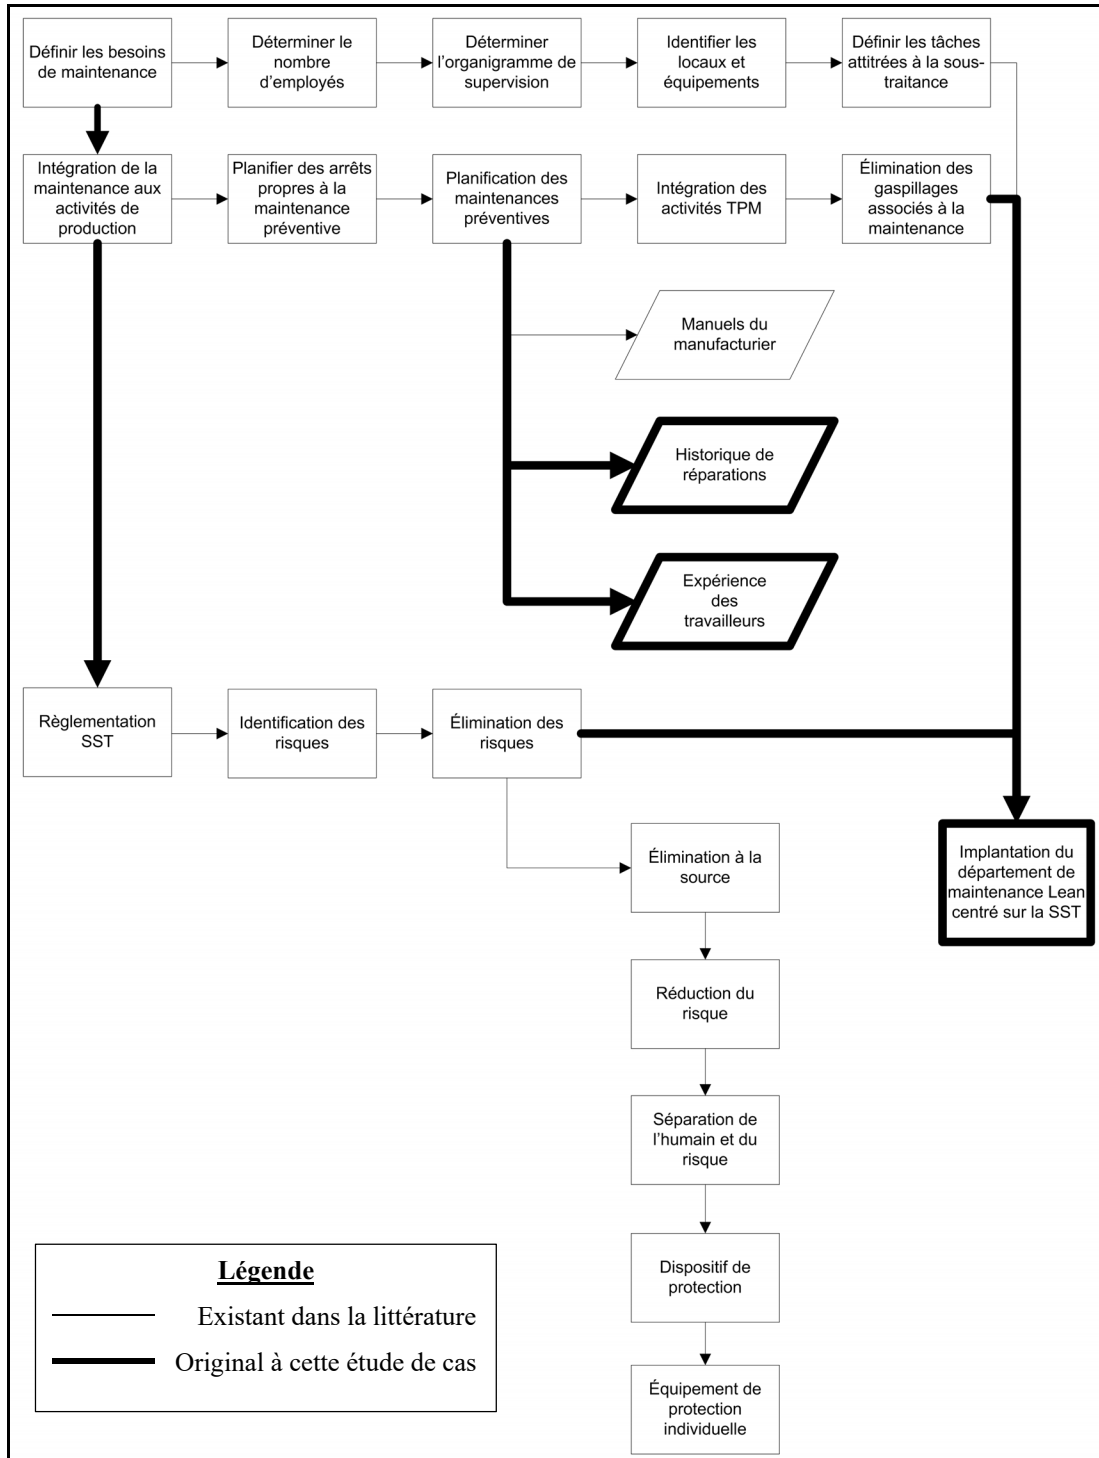 Définir les besoins
de maintenance
Déterminer le
nombre
d'employés
Déterminer
l'organigramme de
supervision
Identifier les
locaux et
équipements
Définir les tâches
attitrées à la sous-
traitance
Intégration de la
maintenance aux
activités de
production
Planifier des arrêts
propres à la
maintenance
préventive
Planification des
maintenances
préventives
Intégration des
activités TPM
Élimination des
gaspillages
associés à la
maintenance
Manuels du
manufacturier
Historique de
réparations
Expérience
des
travailleurs
Règlementation
SST
Identification des
risques
Élimination des
risques
Élimination à la
source
Implantation du
département de
maintenance Lean
centré sur la SST
Réduction du
risque
Séparation de
l'humain et du
risque
Dispositif de
protection
Équipement de
protection
individuelle
Légende
Existant dans la littérature
Original à cette étude de cas